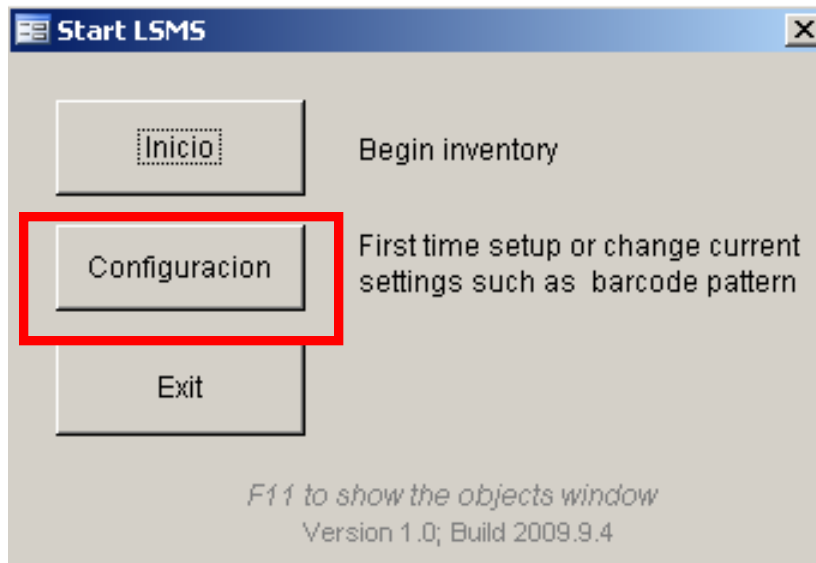 Start LSMS
Inicio
Begin inventory
Configuracion
First time setup or change current
settings such as  barcode pattern
Exit
F11 to show the objects window
Version 1.0; Build 2009.9.4